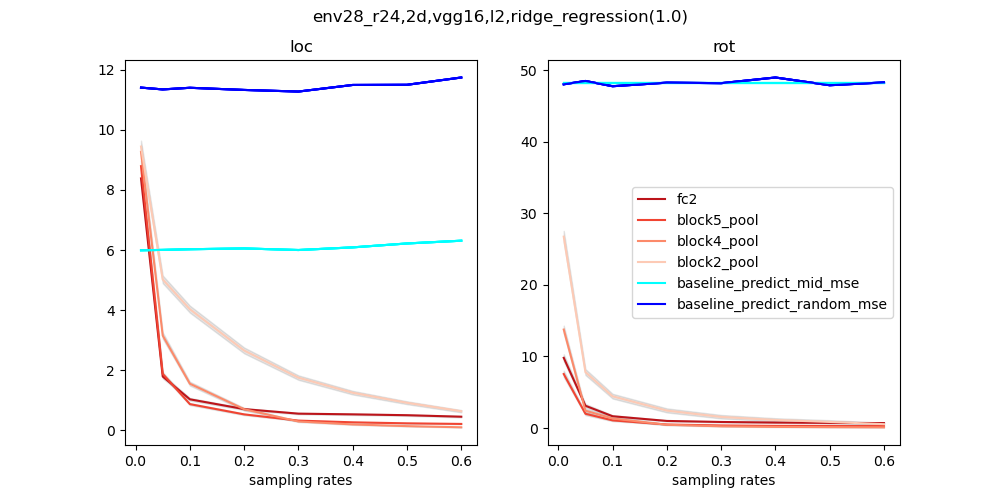 env28_r24,2d,vgg16,l2,ridge_regression(1.0)
loc
12
10
8
6
4
2
0
0.0 0.1 0.2 0.3 0.4 0.5 0.6
sampling rates
rot
50
40
30
20
10
0
fc2
block5_pool
block4_pool
block2_pool
baseline_predict_mid_mse
baseline_predict_random_mse
0.0 0.1 0.2 0.3 0.4 0.5 0.6
sampling rates